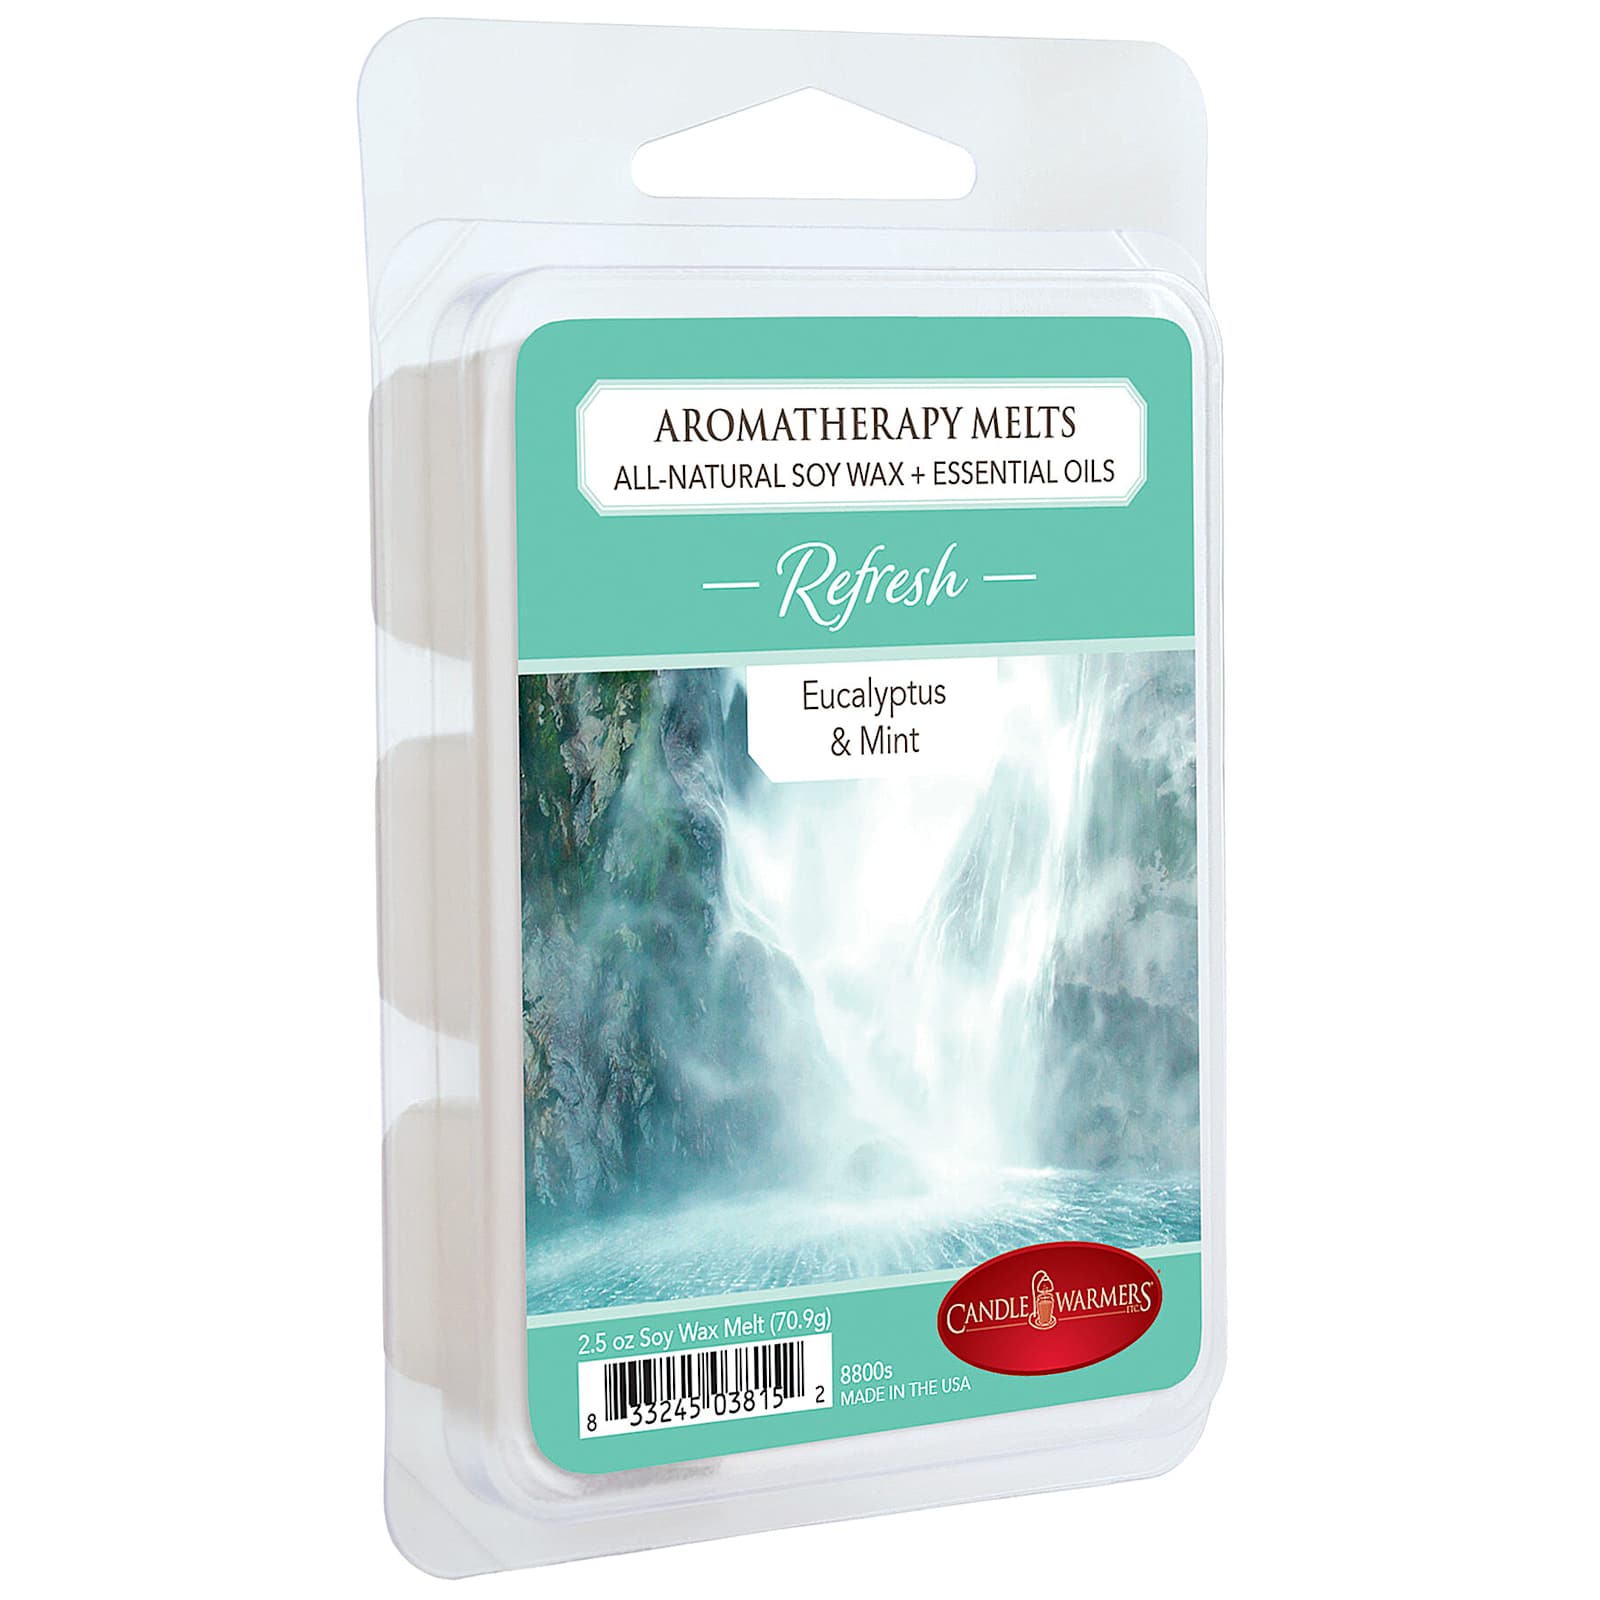 AROMATHERAPY MELTS
ALL-NATURAL SOY WAX + ESSENTIAL OILS
Refresh
Eucalyptus
& Mint
CANDLE WARMERS
ETC.
2.5 oz Soy Wax Melt (70.9g)
8 33245 03815 2
8800s
MADE IN THE USA